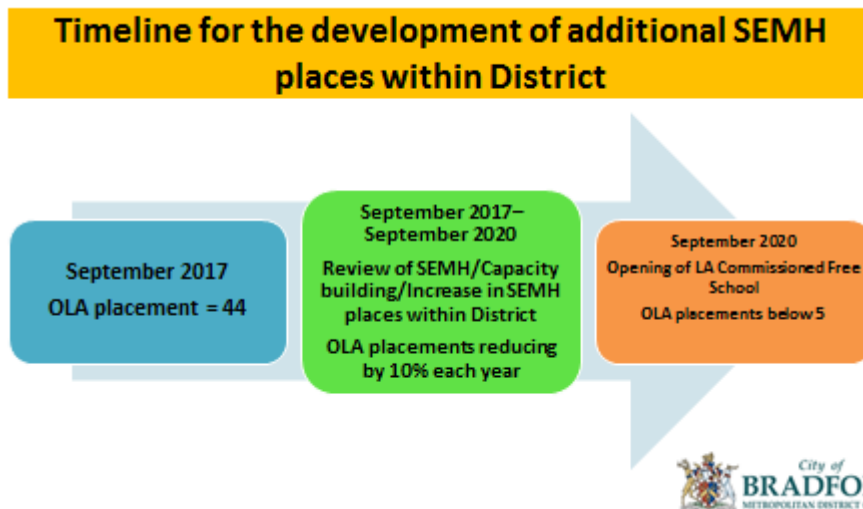 Timeline for the development of additional SEMH
places within District
September 2017
OLA placement = 44
September 2017–
September 2020
Review of SEMH/Capacity
building/Increase in SEMH
places within District
OLA placements reducing
by 10% each year
September 2020
Opening of LA Commissioned Free
School
OLA placements below 5
City of
BRADFO
METROPOLITAN DISTRICT